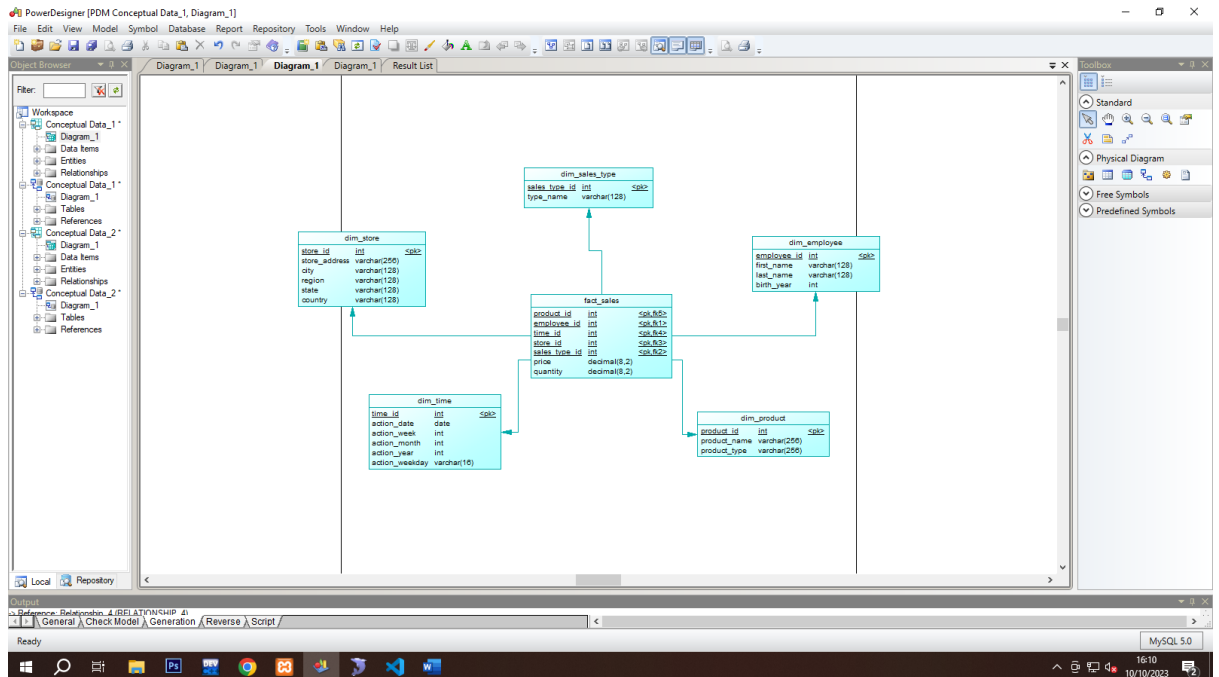 PowerDesigner [PDM Conceptual Data_1, Diagram_1]
File Edit View Model Symbol Database Report Repository Tools Window Help
Object Browser
Filter:
Workspace
Conceptual Data_1 *
Diagram_1
Data Items
Entities
Relationships
Conceptual Data_1 *
Diagram_1
Tables
References
Conceptual Data_2 *
Diagram_1
Data Items
Entities
Relationships
Conceptual Data_2 *
Diagram_1
Tables
References
Local Repository
Diagram_1 Diagram_1 Diagram_1 Diagram_1 Result List
dim_sales_type
sales_type_id int <pk>
type_name varchar(128)
dim_store
store_id int <pk>
store_address varchar(256)
city varchar(128)
region varchar(128)
state varchar(128)
country varchar(128)
dim_employee
employee_id int <pk>
first_name varchar(128)
last_name varchar(128)
birth_year int
fact_sales
product_id int <pk,fk5>
employee_id int <pk,fk1>
time_id int <pk,fk4>
store_id int <pk,fk3>
sales_type_id int <pk,fk2>
price decimal(8,2)
quantity decimal(8,2)
dim_time
time_id int <pk>
action_date date
action_week int
action_month int
action_year int
action_weekday varchar(16)
dim_product
product_id int <pk>
product_name varchar(256)
product_type varchar(256)
Toolbox
Standard
Physical Diagram
Free Symbols
Predefined Symbols
Output
-> Reference: Relationship_4 (RELATIONSHIP_4)
General Check Model Generation Reverse Script
Ready
MySQL 5.0
Ps
DEV
16:10
10/10/2023
2